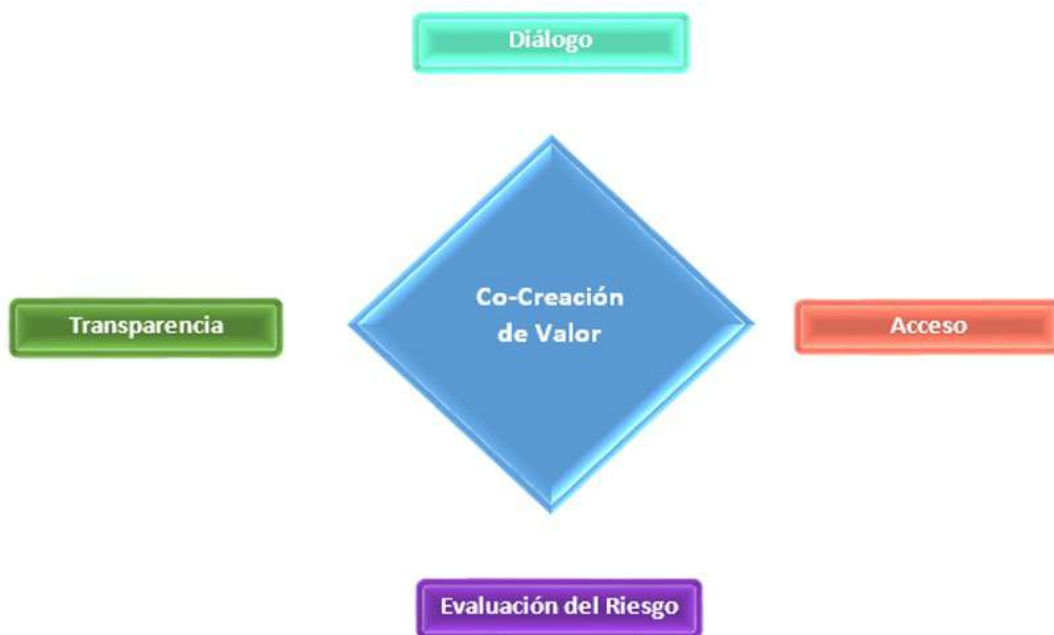 Diálogo
Co-Creación
de Valor
Transparencia
Acceso
Evaluación del Riesgo